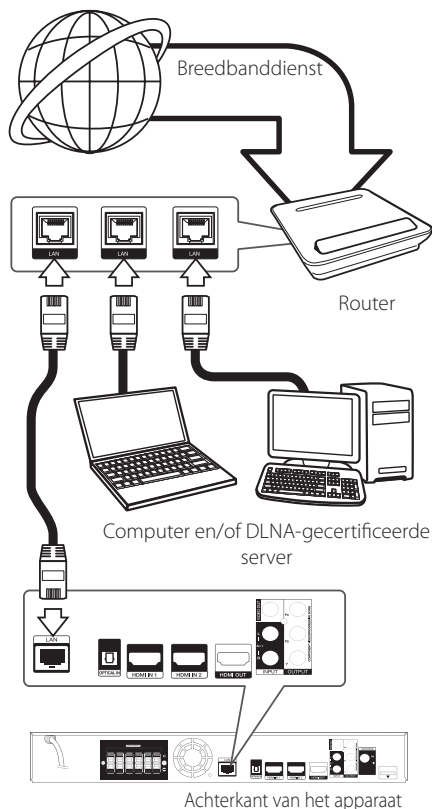 Breedbanddienst
LAN
LAN
LAN
Router
Computer en/of DLNA-gecertificeerde
server
LAN
OPTICAL IN
HDMI IN 1
HDMI IN 2
HDMI OUT
INPUT
OUTPUT
Achterkant van het apparaat